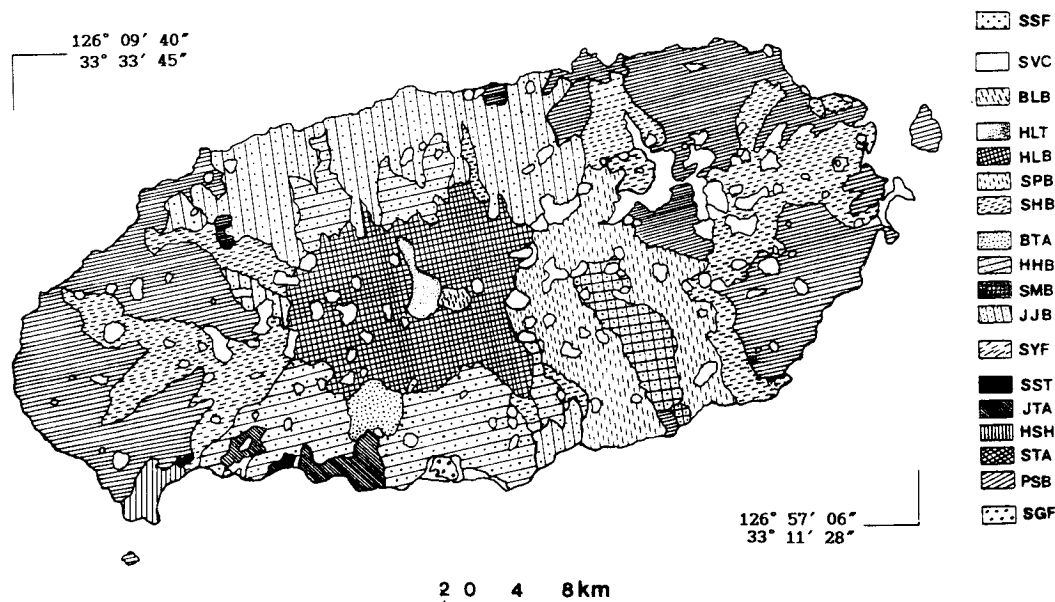 126° 09′ 40″
33° 33′ 45″
SSF
SVC
BLB
HLT
HLB
SPB
SHB
BTA
HHB
SMB
JJB
SYF
SST
JTA
HSH
STA
PSB
SGF
126° 57′ 06″
33° 11′ 28″
2 0 4 8km